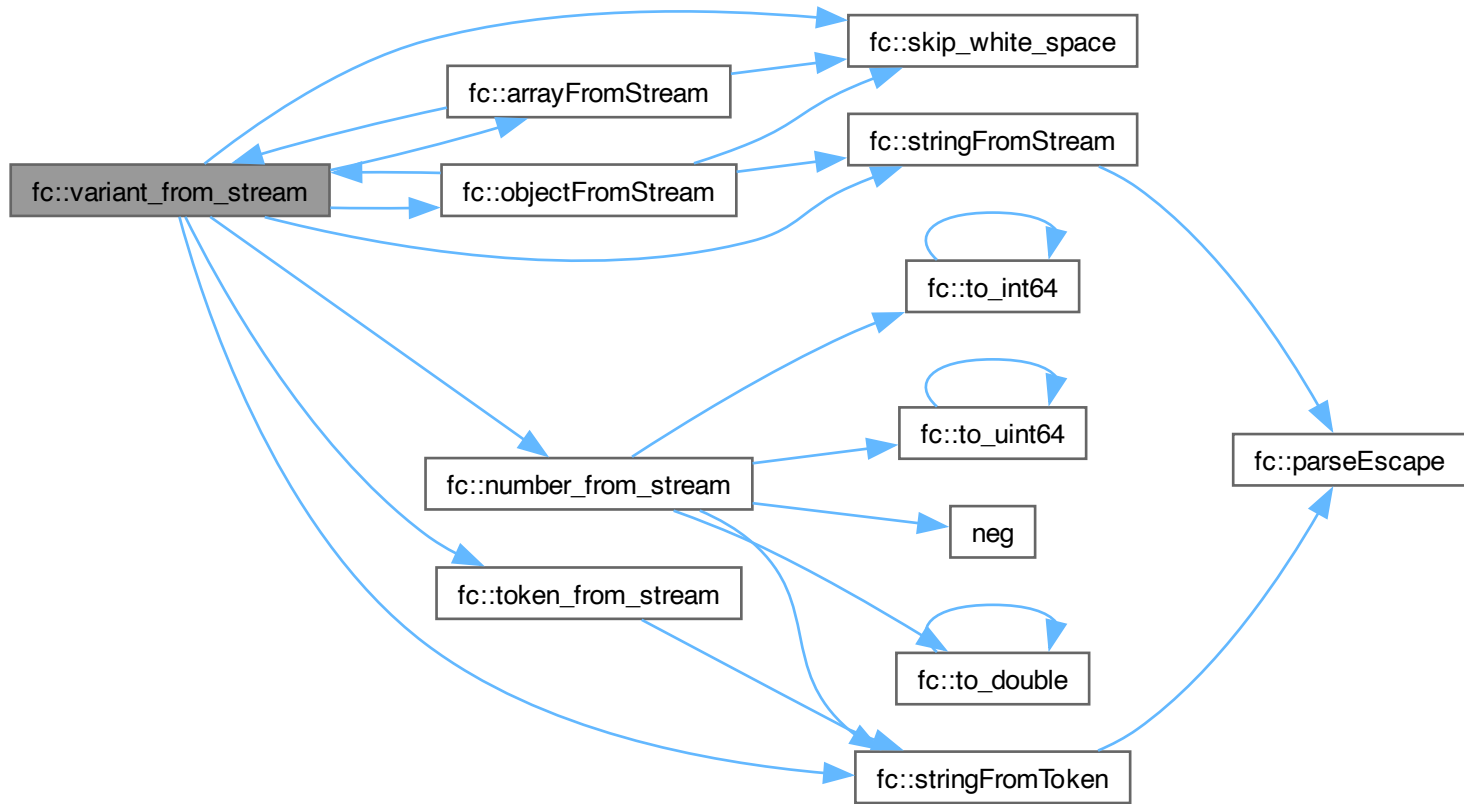 fc::skip_white_space
fc::arrayFromStream
fc::stringFromStream
fc::variant_from_stream
fc::objectFromStream
fc::to_int64
fc::to_uint64
fc::parseEscape
fc::number_from_stream
neg
fc::token_from_stream
fc::to_double
fc::stringFromToken